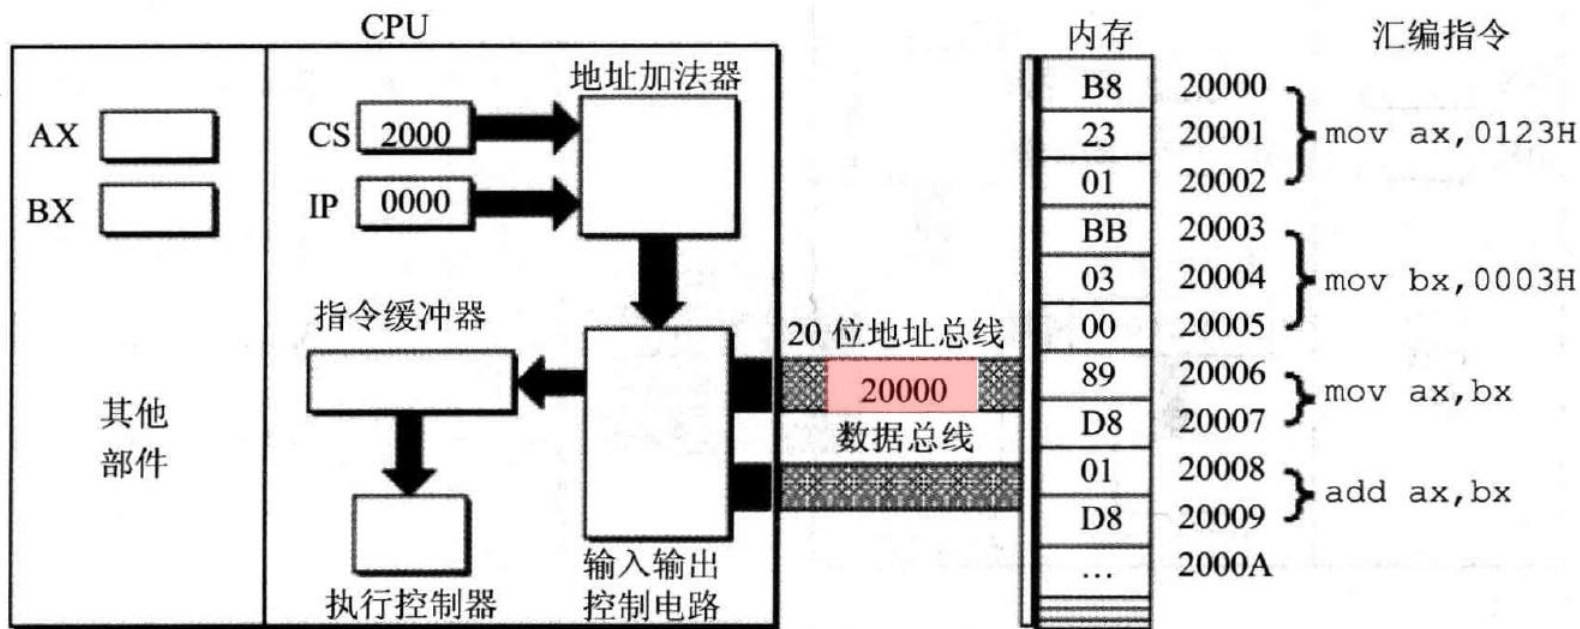 CPU
内存
汇编指令
地址加法器
AX
BX
CS
2000
IP
0000
指令缓冲器
20 位地址总线
20000
数据总线
其他
部件
执行控制器
输入输出
控制电路
B8 20000
23 20001 mov ax,0123H
01 20002
BB 20003
03 20004 mov bx,0003H
00 20005
89 20006 mov ax,bx
D8 20007
01 20008 add ax,bx
D8 20009
… 2000A